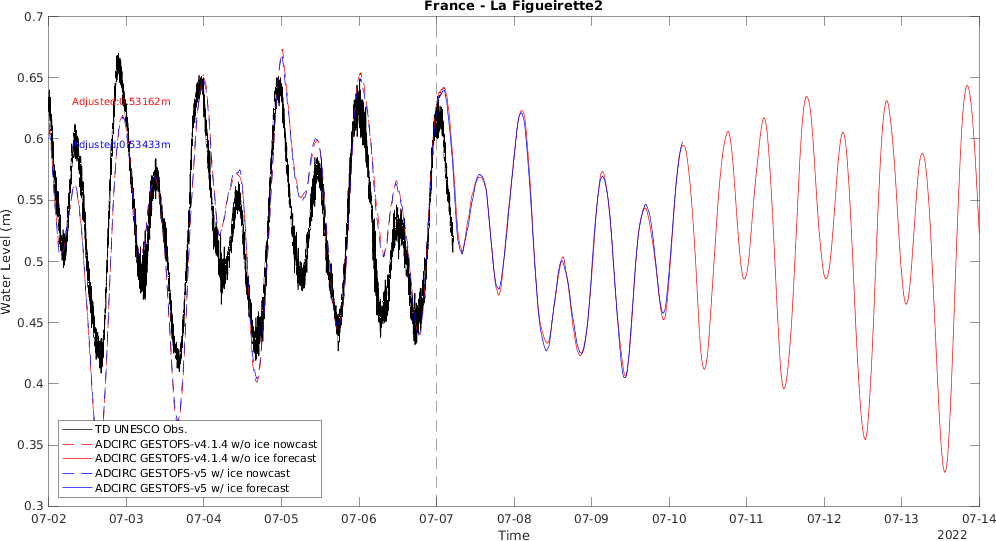 France - La Figueirette2
0.7
0.65
0.6
0.55
0.5
0.45
0.4
0.35
0.3
Water Level (m)
Adjusted:0.53162m
Adjusted:0.53433m
TD UNESCO Obs.
ADCIRC GESTOFS-v4.1.4 w/o ice nowcast
ADCIRC GESTOFS-v4.1.4 w/o ice forecast
ADCIRC GESTOFS-v5 w/ ice nowcast
ADCIRC GESTOFS-v5 w/ ice forecast
07-02 07-03 07-04 07-05 07-06 07-07 07-08 07-09 07-10 07-11 07-12 07-13 07-14
Time
2022